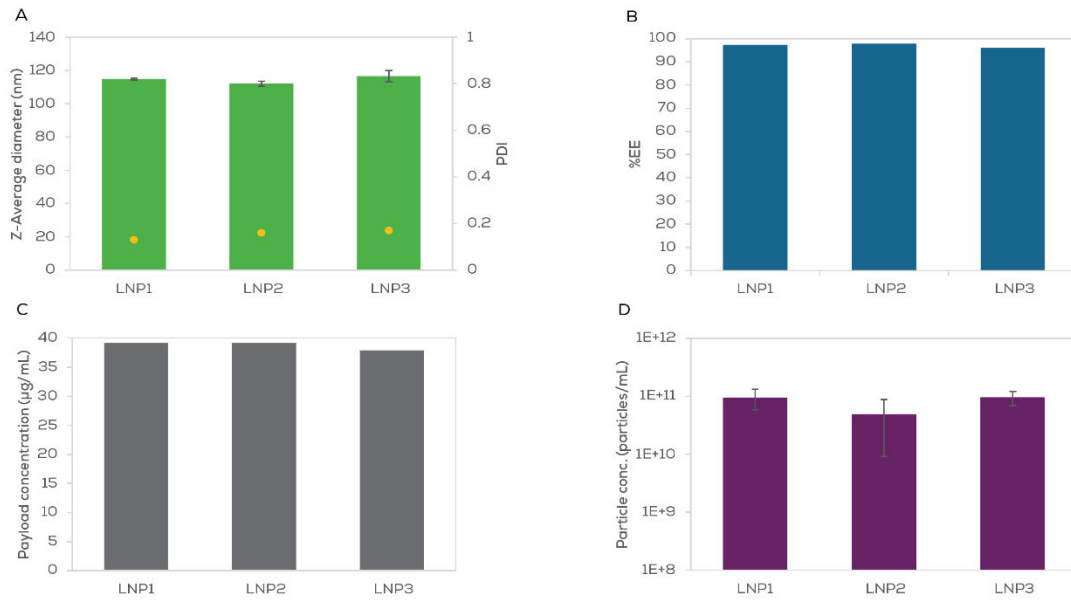 A
Z-Average diameter (nm)
140
120
100
80
60
40
20
0
1
0.8
0.6
0.4
0.2
0
PDI
LNP1 LNP2 LNP3
B
%EE
100
90
80
70
60
50
40
30
20
10
0
LNP1 LNP2 LNP3
C
Payload concentration (µg/mL)
40
35
30
25
20
15
10
5
0
LNP1 LNP2 LNP3
D
Particle conc. (particles/mL)
1E+12
1E+11
1E+10
1E+9
1E+8
LNP1 LNP2 LNP3